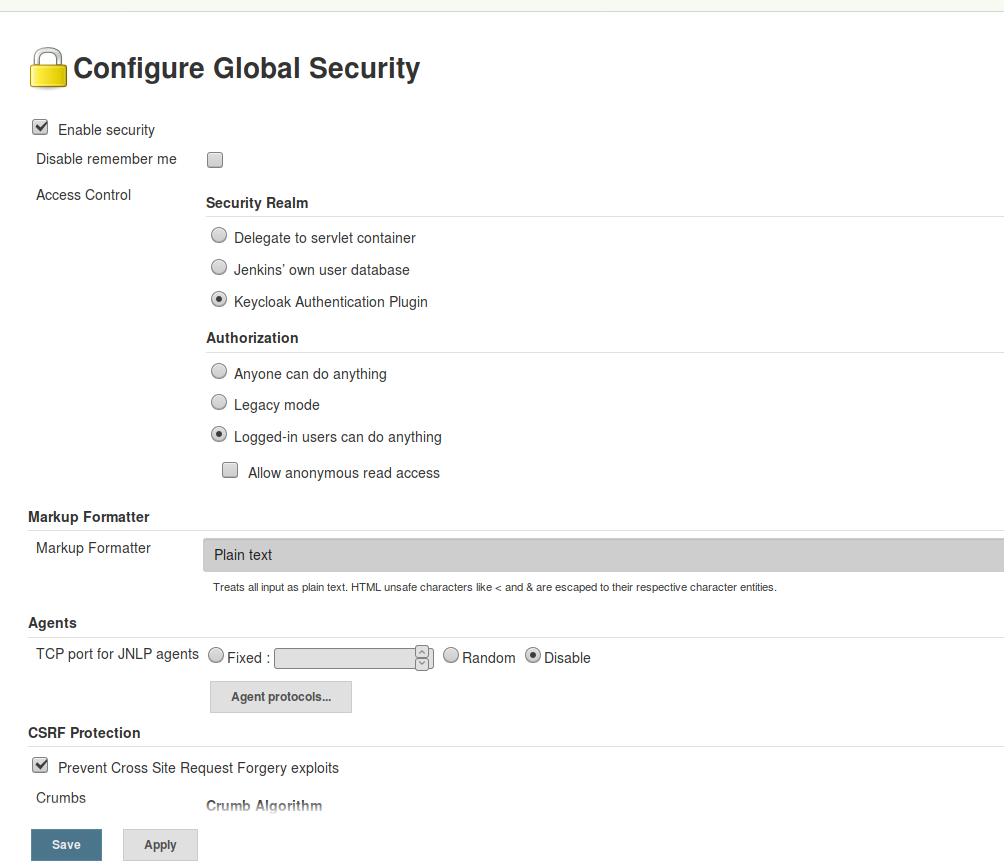 Configure Global Security
Enable security
Disable remember me
Access Control
Security Realm
Delegate to servlet container
Jenkins’ own user database
Keycloak Authentication Plugin
Authorization
Anyone can do anything
Legacy mode
Logged-in users can do anything
Allow anonymous read access
Markup Formatter
Markup Formatter
Plain text
Treats all input as plain text. HTML unsafe characters like < and & are escaped to their respective character entities.
Agents
TCP port for JNLP agents Fixed : Random Disable
Agent protocols...
CSRF Protection
Prevent Cross Site Request Forgery exploits
Crumbs
Crumb Algorithm
Save Apply